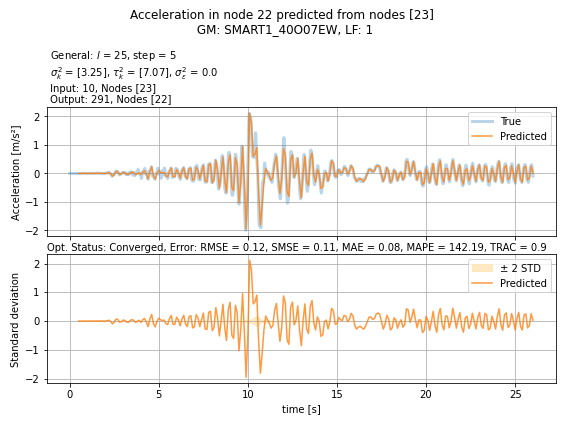 Acceleration in node 22 predicted from nodes [23]
GM: SMART1_40O07EW, LF: 1
General: l = 25, step = 5
σ²ₖ = [3.25], τ²ₖ = [7.07], σ²ε = 0.0
Input: 10, Nodes [23]
Output: 291, Nodes [22]
Acceleration [m/s²]
2
1
0
−1
−2
True
Predicted
Opt. Status: Converged, Error: RMSE = 0.12, SMSE = 0.11, MAE = 0.08, MAPE = 142.19, TRAC = 0.9
Standard deviation
2
1
0
−1
−2
± 2 STD
Predicted
0 5 10 15 20 25
time [s]